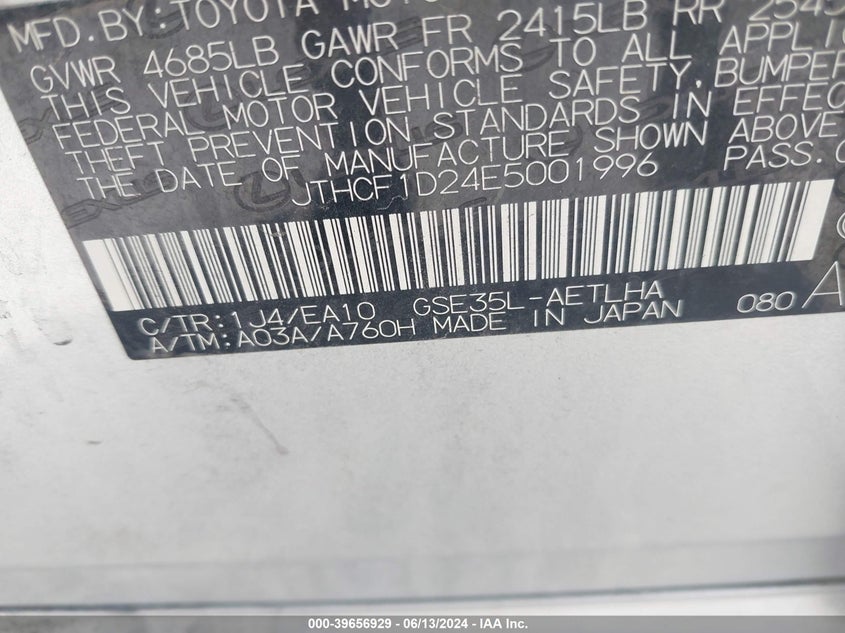 MFD. BY: TOYOTA
GVWR 4685LB GAWR FR 2415LB RR
THIS VEHICLE CONFORMS TO ALL
FEDERAL MOTOR VEHICLE SAFETY, BUMPER
THEFT PREVENTION STANDARDS IN
THE DATE OF MANUFACTURE SHOWN ABOVE
JTHCF1D24E5001996 PASS.
C/TR:1J4/EA10 GSE35L-AETLHA
A/TM:A03A/A760H MADE IN JAPAN 080
000-39656929 - 06/13/2024 - IAA Inc.